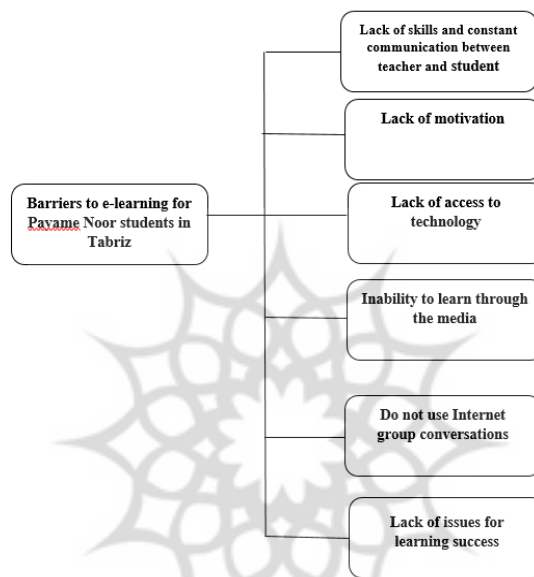 Lack of skills and constant
communication between
teacher and student
Lack of motivation
Barriers to e-learning for
Payame Noor students in
Tabriz
Lack of access to
technology
Inability to learn through
the media
Do not use Internet
group conversations
Lack of issues for
learning success